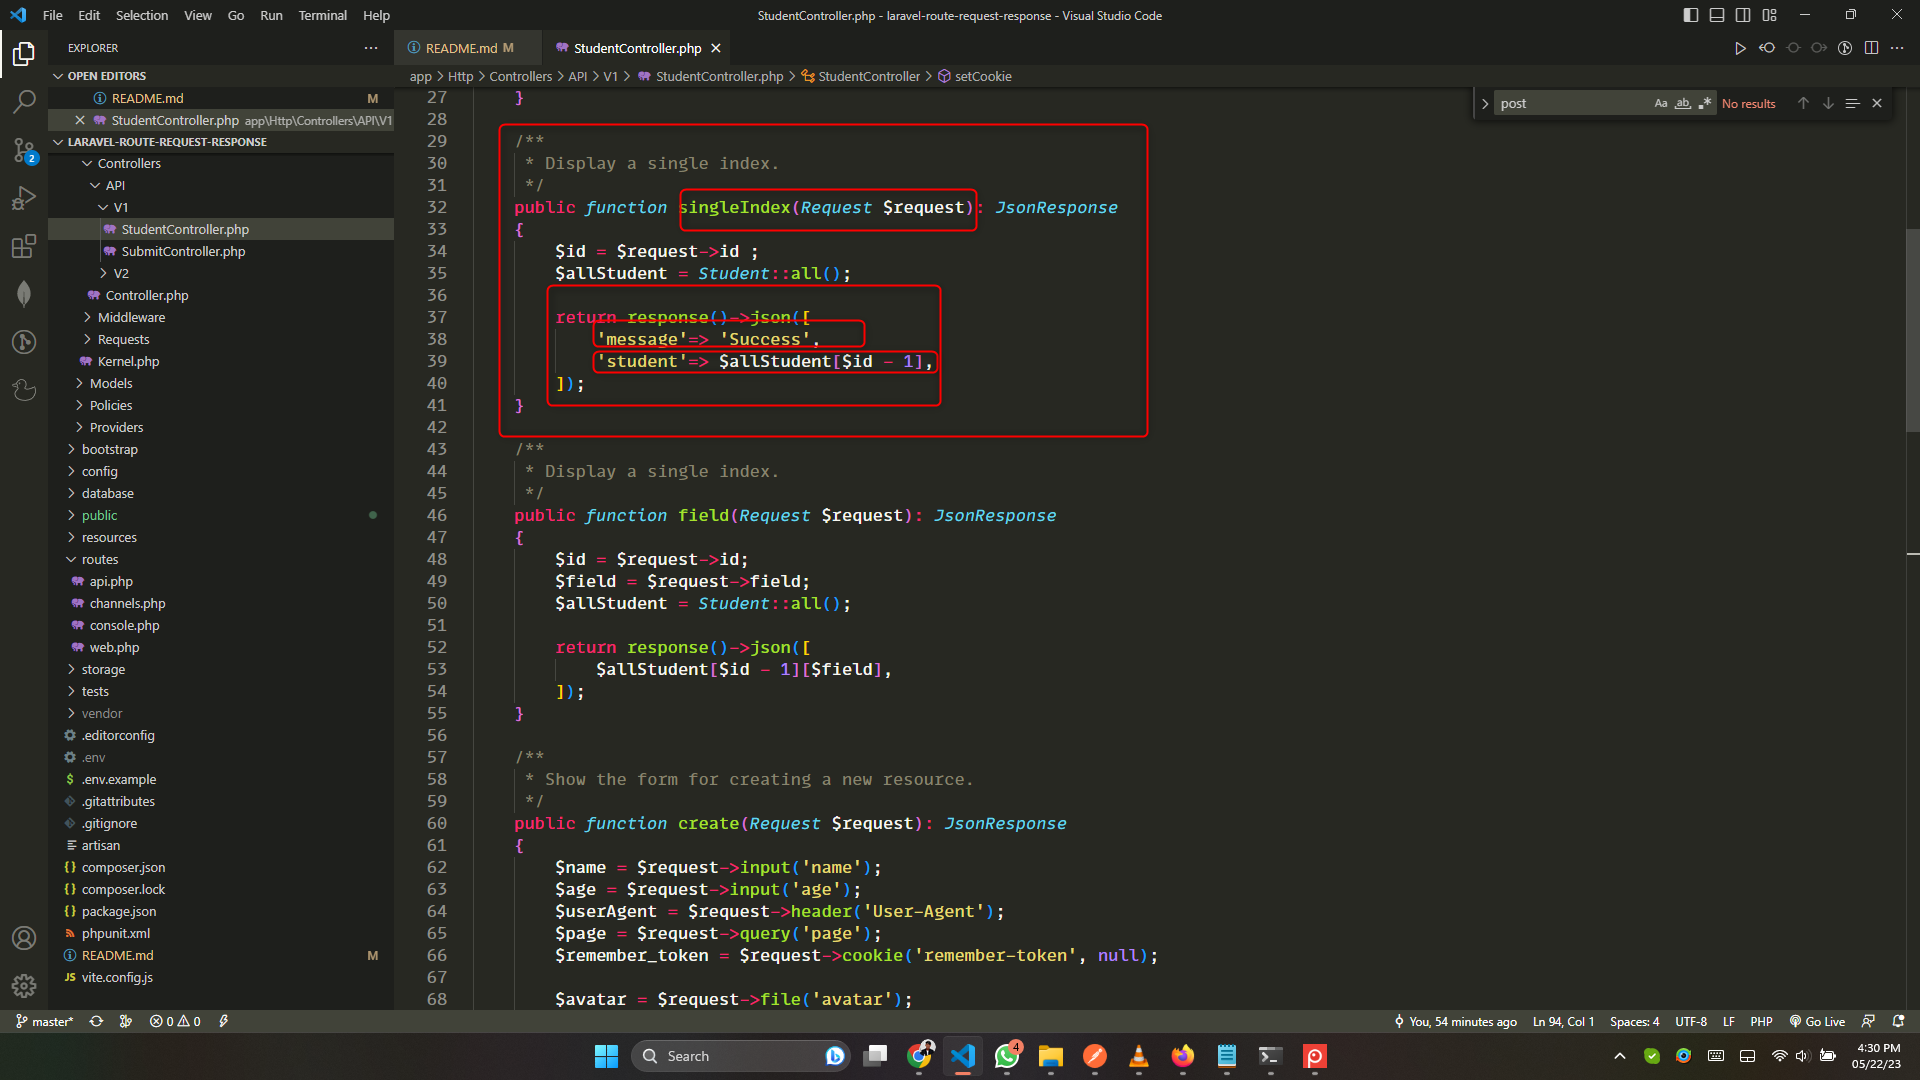 File Edit Selection View Go Run Terminal Help
StudentController.php - laravel-route-request-response - Visual Studio Code
EXPLORER
OPEN EDITORS
README.md M
StudentController.php app\Http\Controllers\API\V1
LARAVEL-ROUTE-REQUEST-RESPONSE
Controllers
API
V1
StudentController.php
SubmitController.php
V2
Controller.php
Middleware
Requests
Kernel.php
Models
Policies
Providers
bootstrap
config
database
public
resources
routes
api.php
channels.php
console.php
web.php
storage
tests
vendor
.editorconfig
.env
.env.example
.gitattributes
.gitignore
artisan
composer.json
composer.lock
package.json
phpunit.xml
README.md M
vite.config.js
2
README.md M
StudentController.php
app > Http > Controllers > API > V1 > StudentController.php > StudentController > setCookie
post Aa ab .* No results
27 }
28
29 /**
30 * Display a single index.
31 */
32 public function singleIndex(Request $request): JsonResponse
33 {
34 $id = $request->id ;
35 $allStudent = Student::all();
36
37 return response()->json([
38 'message'=> 'Success',
39 'student'=> $allStudent[$id - 1],
40 ]);
41 }
42
43 /**
44 * Display a single index.
45 */
46 public function field(Request $request): JsonResponse
47 {
48 $id = $request->id;
49 $field = $request->field;
50 $allStudent = Student::all();
51
52 return response()->json([
53 $allStudent[$id - 1][$field],
54 ]);
55 }
56
57 /**
58 * Show the form for creating a new resource.
59 */
60 public function create(Request $request): JsonResponse
61 {
62 $name = $request->input('name');
63 $age = $request->input('age');
64 $userAgent = $request->header('User-Agent');
65 $page = $request->query('page');
66 $remember_token = $request->cookie('remember-token', null);
67
68 $avatar = $request->file('avatar');
master* 0 0 You, 54 minutes ago Ln 94, Col 1 Spaces: 4 UTF-8 LF PHP Go Live
Search
4
4:30 PM
05/22/23